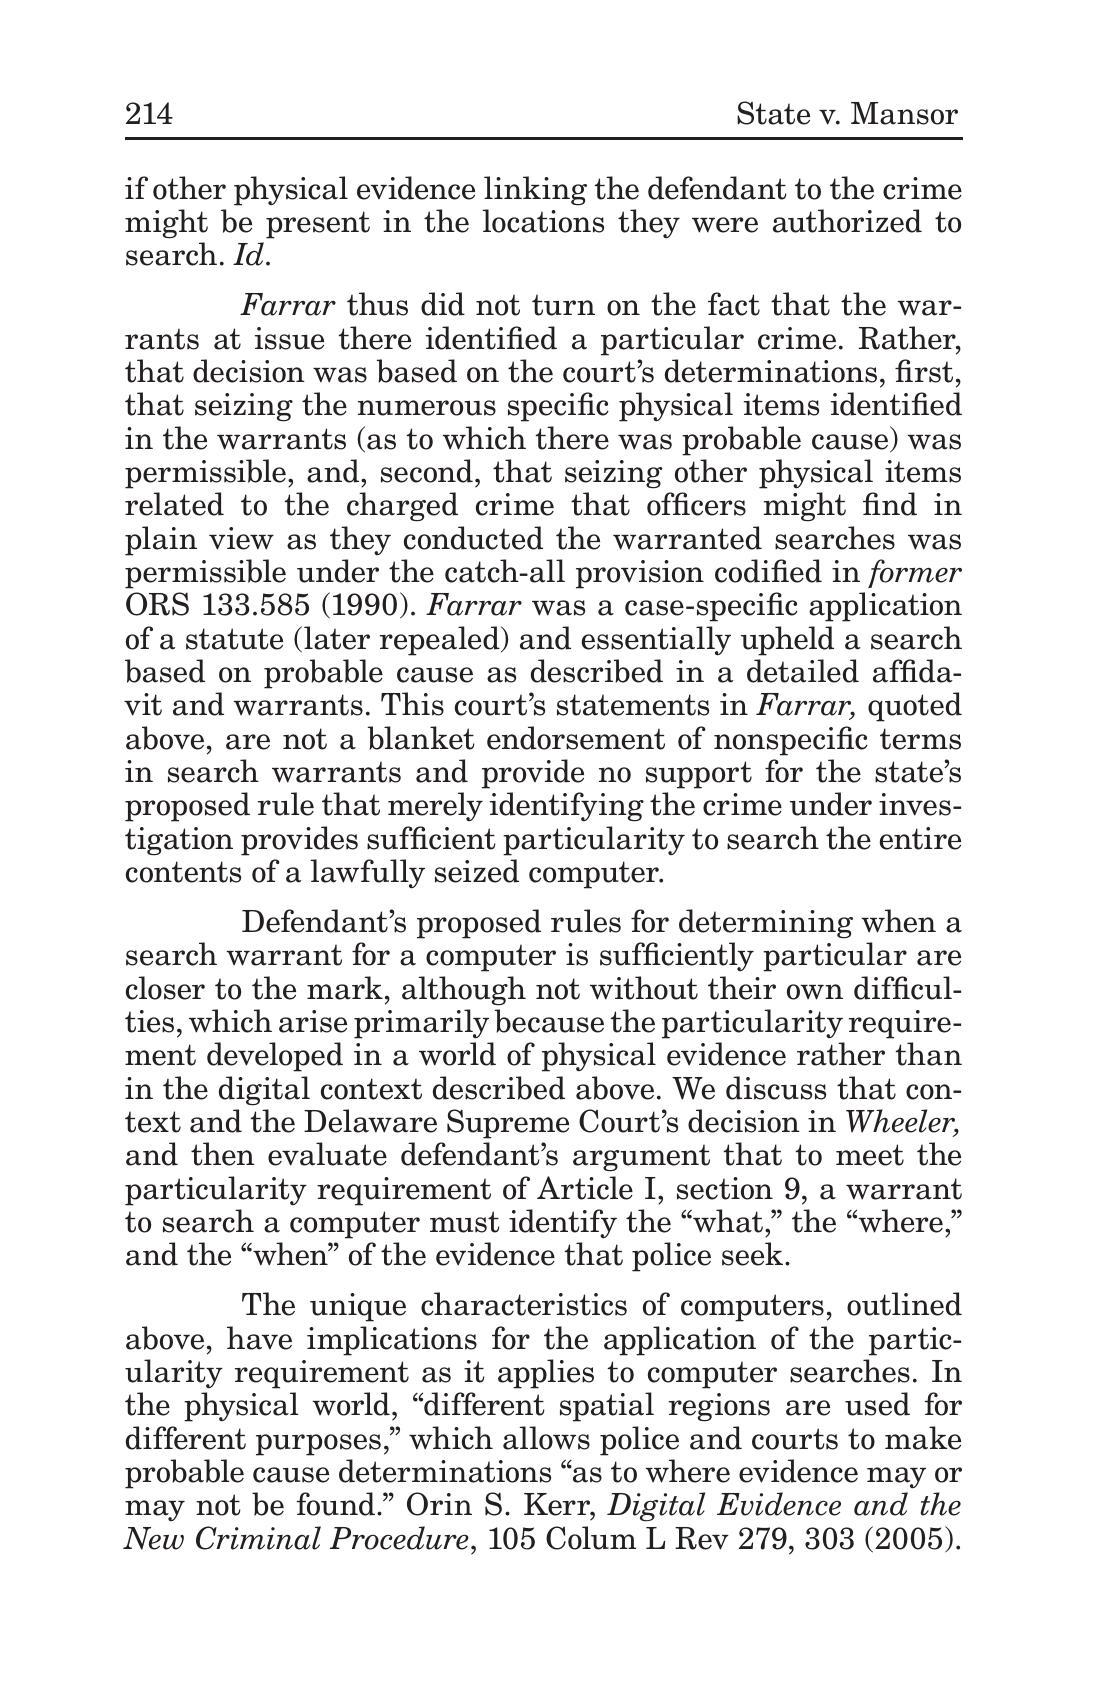 214 State v. Mansor
if other physical evidence linking the defendant to the crime
might be present in the locations they were authorized to
search. Id.
Farrar thus did not turn on the fact that the war-
rants at issue there identified a particular crime. Rather,
that decision was based on the court’s determinations, first,
that seizing the numerous specific physical items identified
in the warrants (as to which there was probable cause) was
permissible, and, second, that seizing other physical items
related to the charged crime that officers might find in
plain view as they conducted the warranted searches was
permissible under the catch-all provision codified in former
ORS 133.585 (1990). Farrar was a case-specific application
of a statute (later repealed) and essentially upheld a search
based on probable cause as described in a detailed affida-
vit and warrants. This court’s statements in Farrar, quoted
above, are not a blanket endorsement of nonspecific terms
in search warrants and provide no support for the state’s
proposed rule that merely identifying the crime under inves-
tigation provides sufficient particularity to search the entire
contents of a lawfully seized computer.
Defendant’s proposed rules for determining when a
search warrant for a computer is sufficiently particular are
closer to the mark, although not without their own difficul-
ties, which arise primarily because the particularity require-
ment developed in a world of physical evidence rather than
in the digital context described above. We discuss that con-
text and the Delaware Supreme Court’s decision in Wheeler,
and then evaluate defendant’s argument that to meet the
particularity requirement of Article I, section 9, a warrant
to search a computer must identify the “what,” the “where,”
and the “when” of the evidence that police seek.
The unique characteristics of computers, outlined
above, have implications for the application of the partic-
ularity requirement as it applies to computer searches. In
the physical world, “different spatial regions are used for
different purposes,” which allows police and courts to make
probable cause determinations “as to where evidence may or
may not be found.” Orin S. Kerr, Digital Evidence and the
New Criminal Procedure, 105 Colum L Rev 279, 303 (2005).